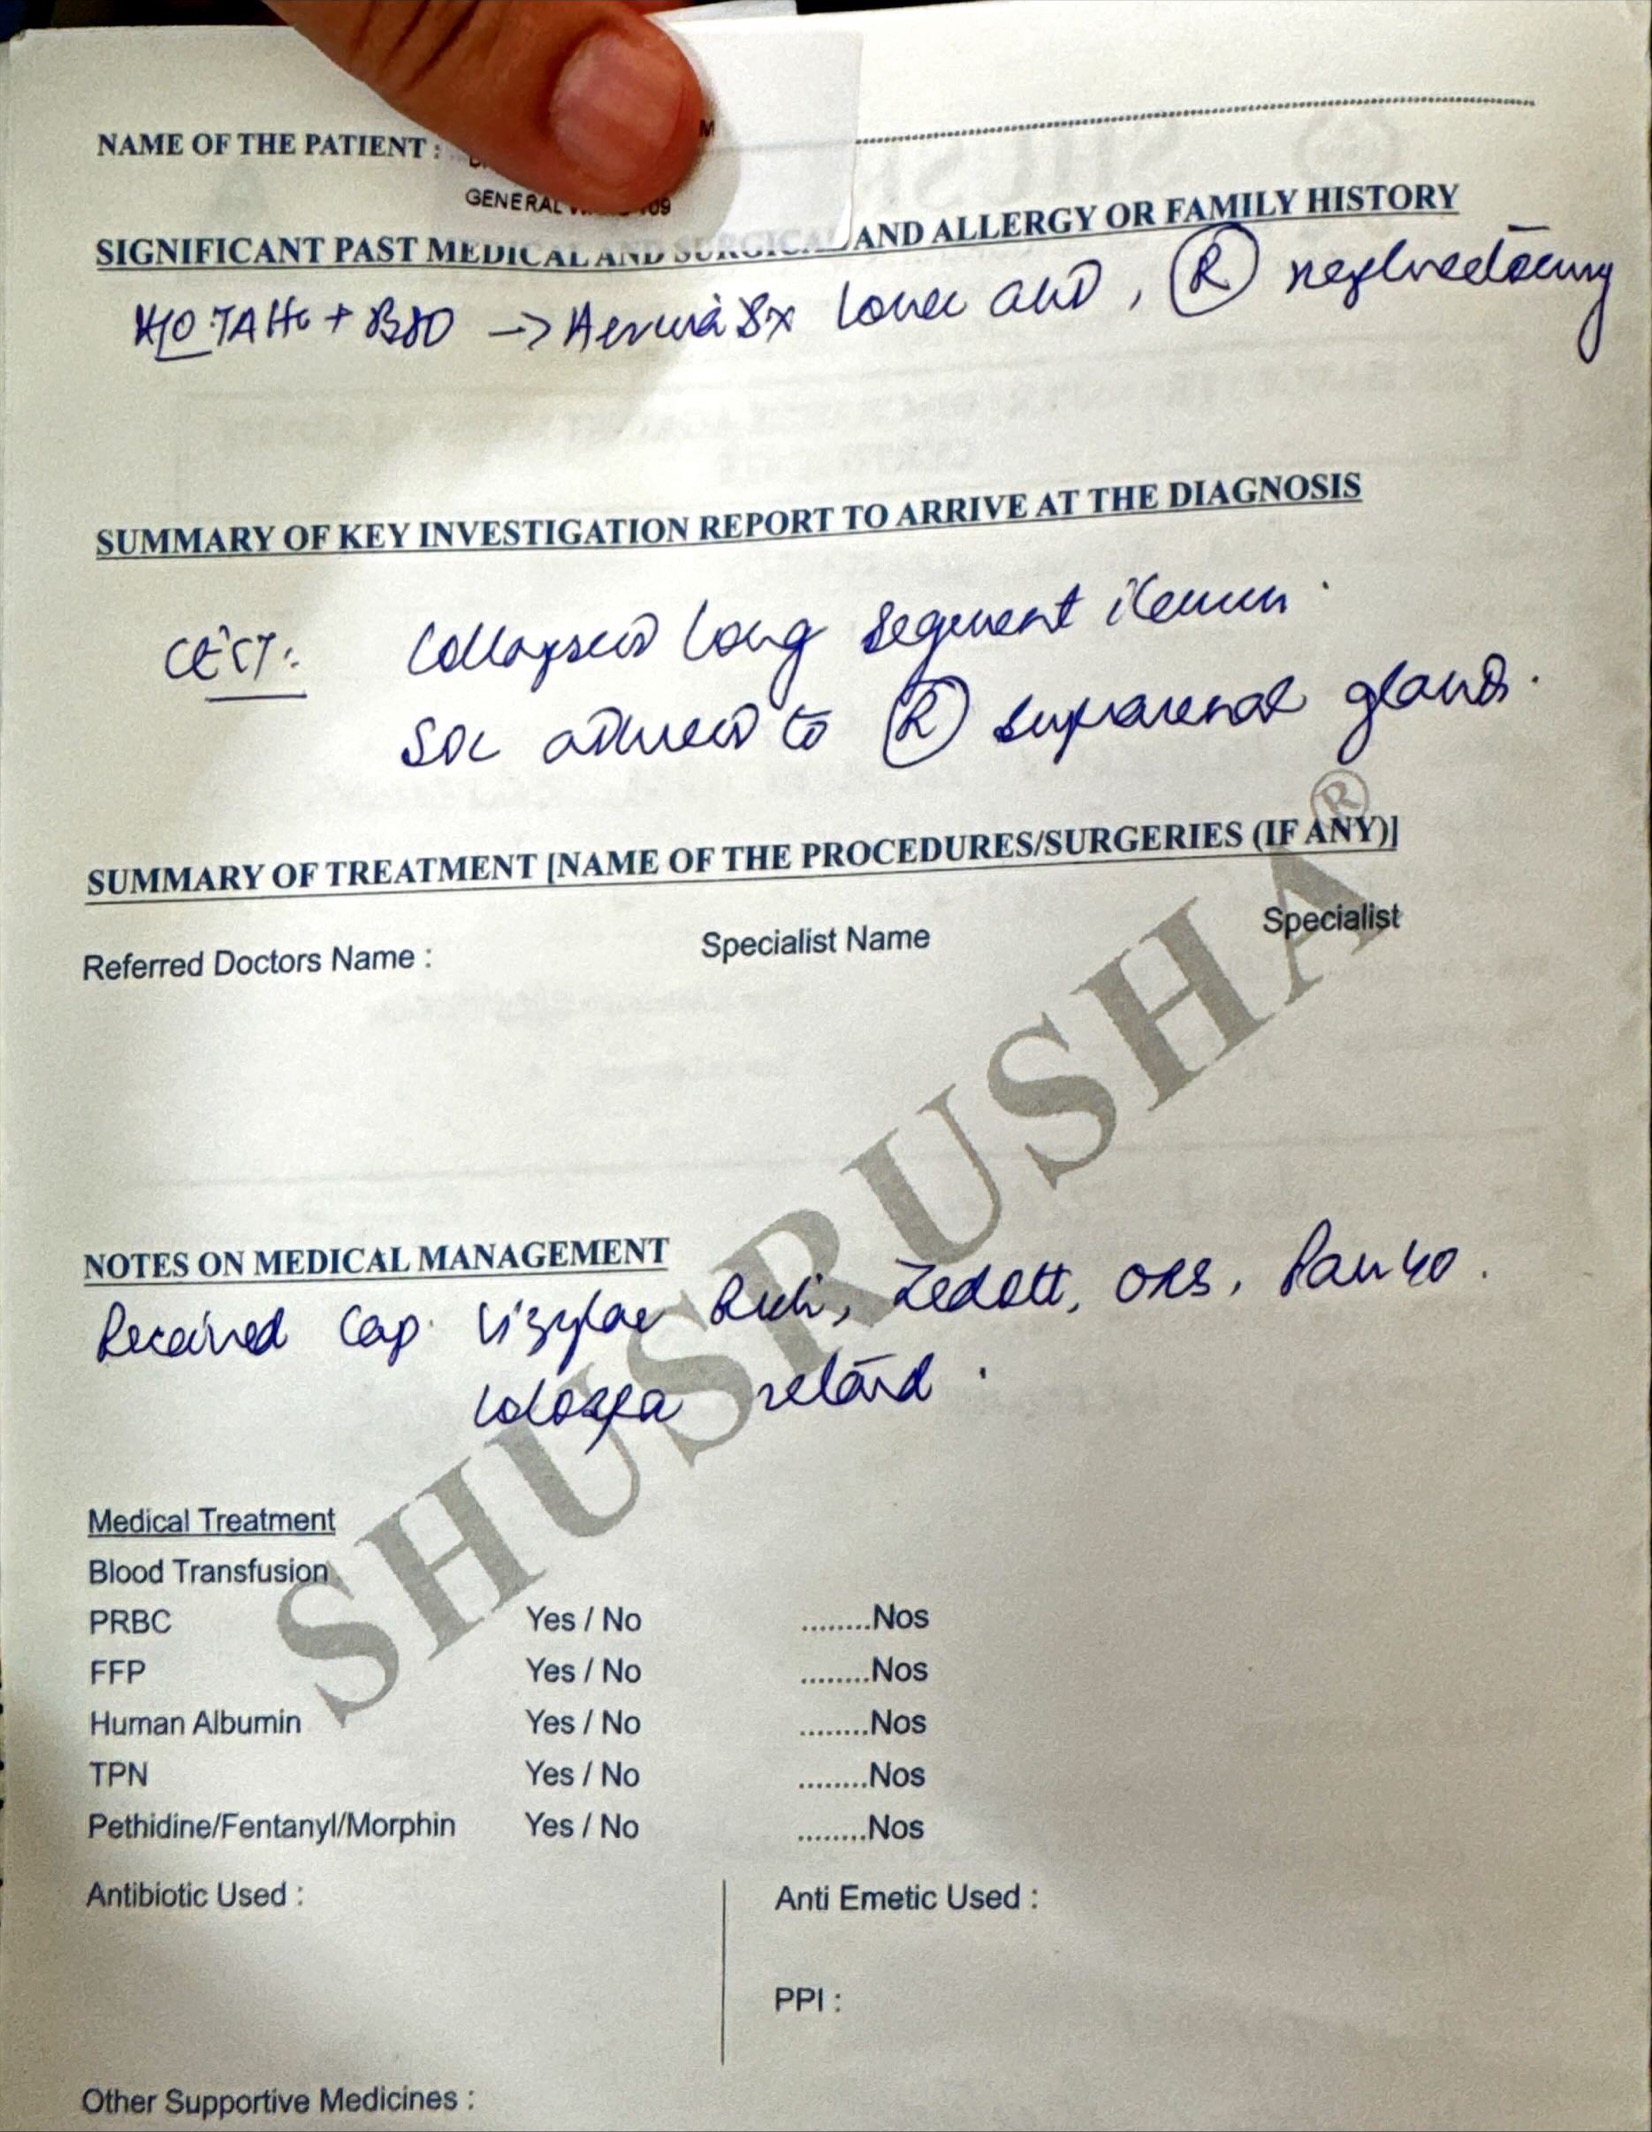 NAME OF THE PATIENT :
M
GENERAL 09
SIGNIFICANT PAST MEDICAL AND SURGICAL AND ALLERGY OR FAMILY HISTORY
H/O TAH + BSO -> Hernia Sx lower abd, (R) nephrectomy
SUMMARY OF KEY INVESTIGATION REPORT TO ARRIVE AT THE DIAGNOSIS
CECT: Collapsed long segment ileum.
SOL adhered to (R) suprarenal gland.
SUMMARY OF TREATMENT [NAME OF THE PROCEDURES/SURGERIES (IF ANY)]
Referred Doctors Name : Specialist Name Specialist
NOTES ON MEDICAL MANAGEMENT
Received Cap. Vizylac Rich, Zedott, ORS, Pan 40.
Colospa retard.
Medical Treatment
Blood Transfusion
PRBC Yes / No ........Nos
FFP Yes / No ........Nos
Human Albumin Yes / No ........Nos
TPN Yes / No ........Nos
Pethidine/Fentanyl/Morphin Yes / No ........Nos
Antibiotic Used : Anti Emetic Used :
PPI :
Other Supportive Medicines :
SHUSRUSHA®